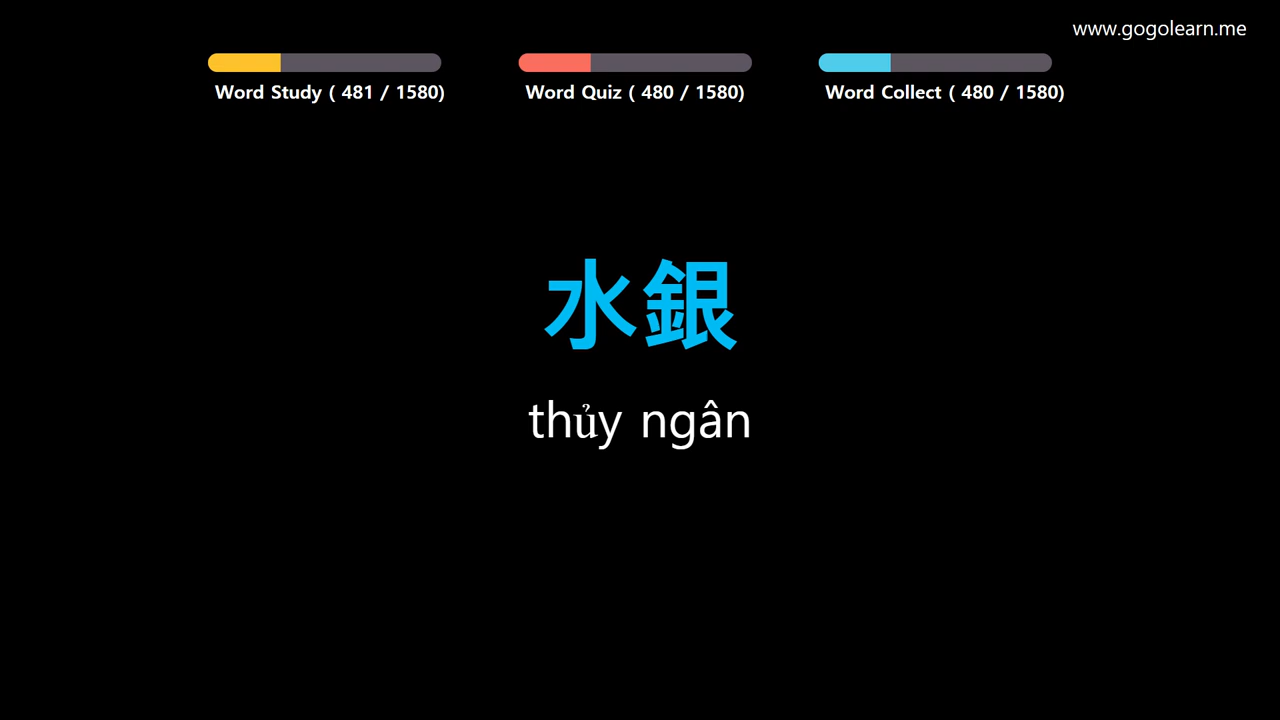 www.gogolearn.me
Word Study ( 481 / 1580)
Word Quiz ( 480 / 1580)
Word Collect ( 480 / 1580)
水銀
thủy ngân